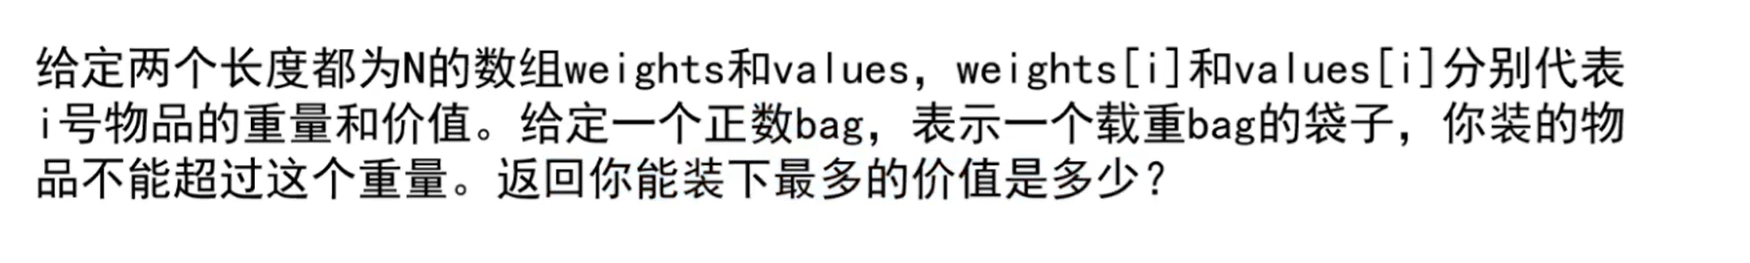 给定两个长度都为N的数组weights和values，weights[i]和values[i]分别代表
i号物品的重量和价值。给定一个正数bag，表示一个载重bag的袋子，你装的物
品不能超过这个重量。返回你能装下最多的价值是多少？